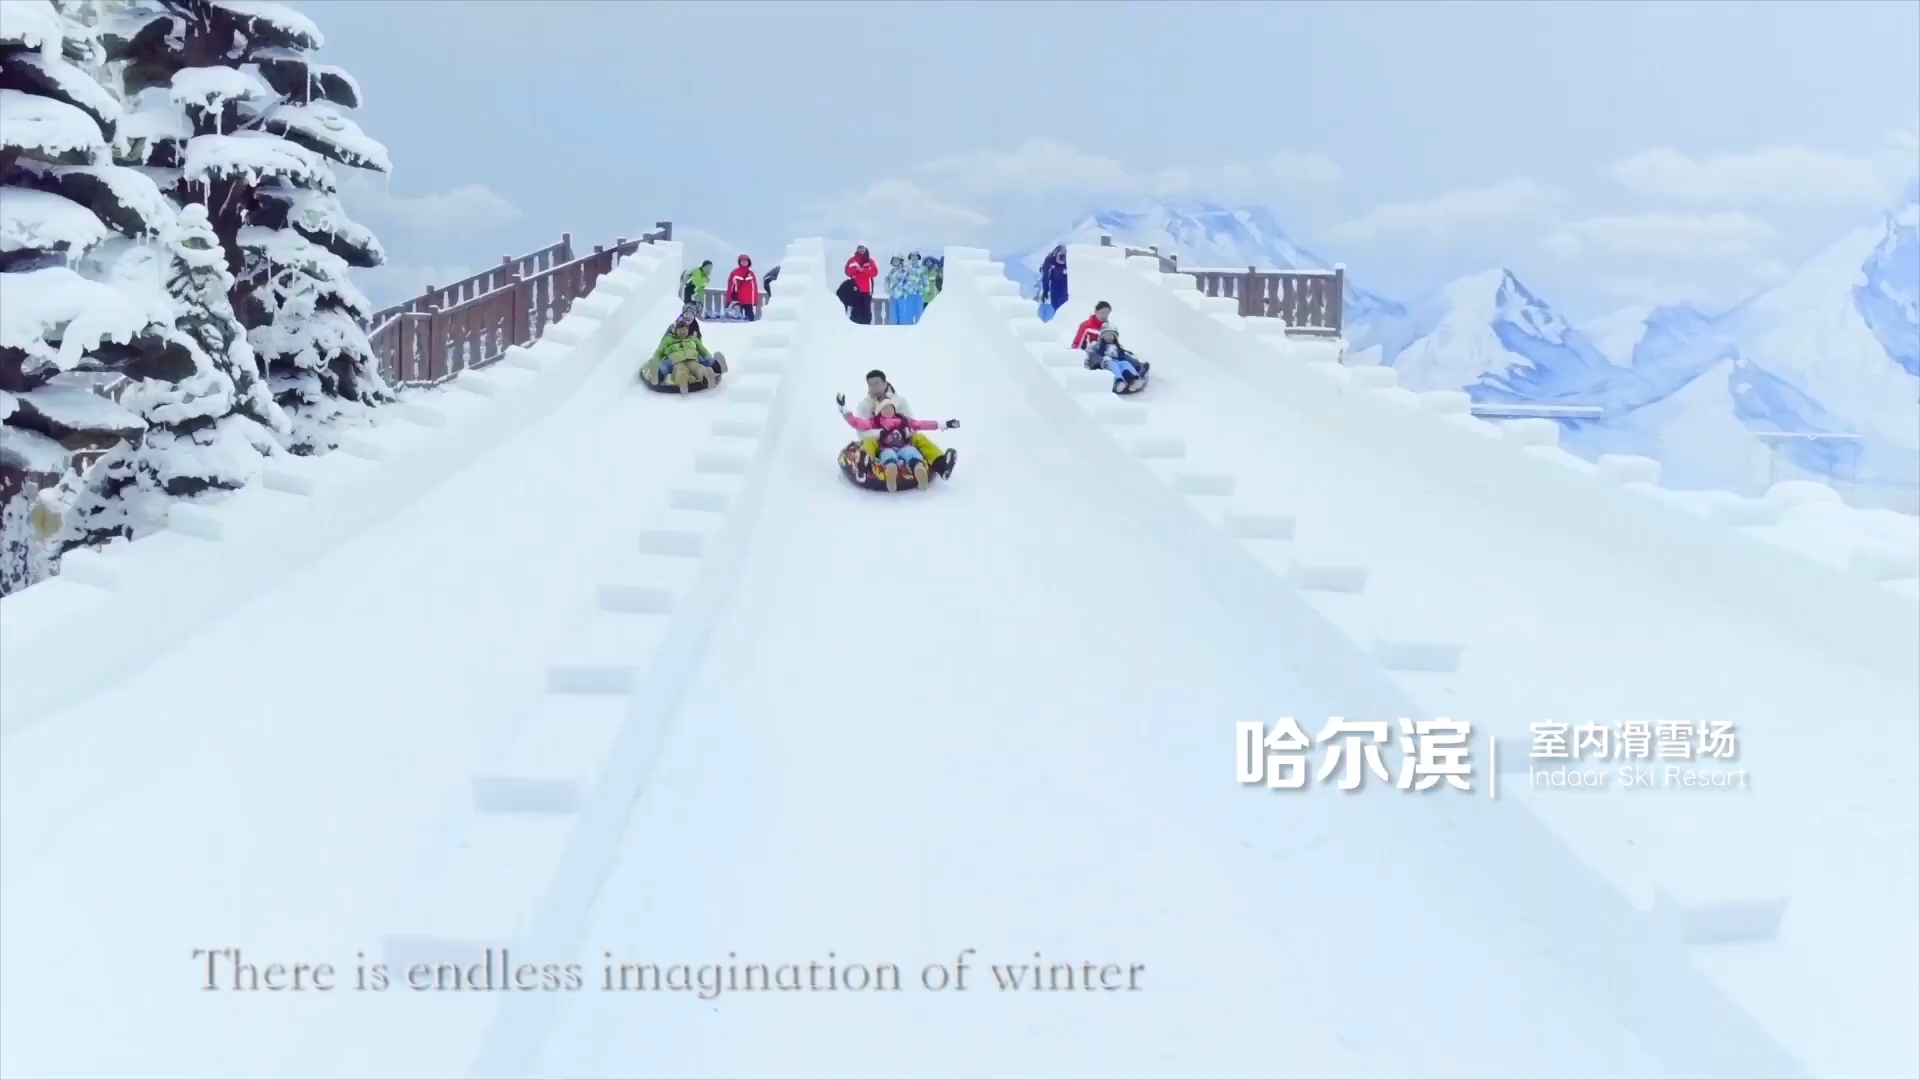 哈尔滨
室内滑雪场
Indoor Ski Resort
There is endless imagination of winter